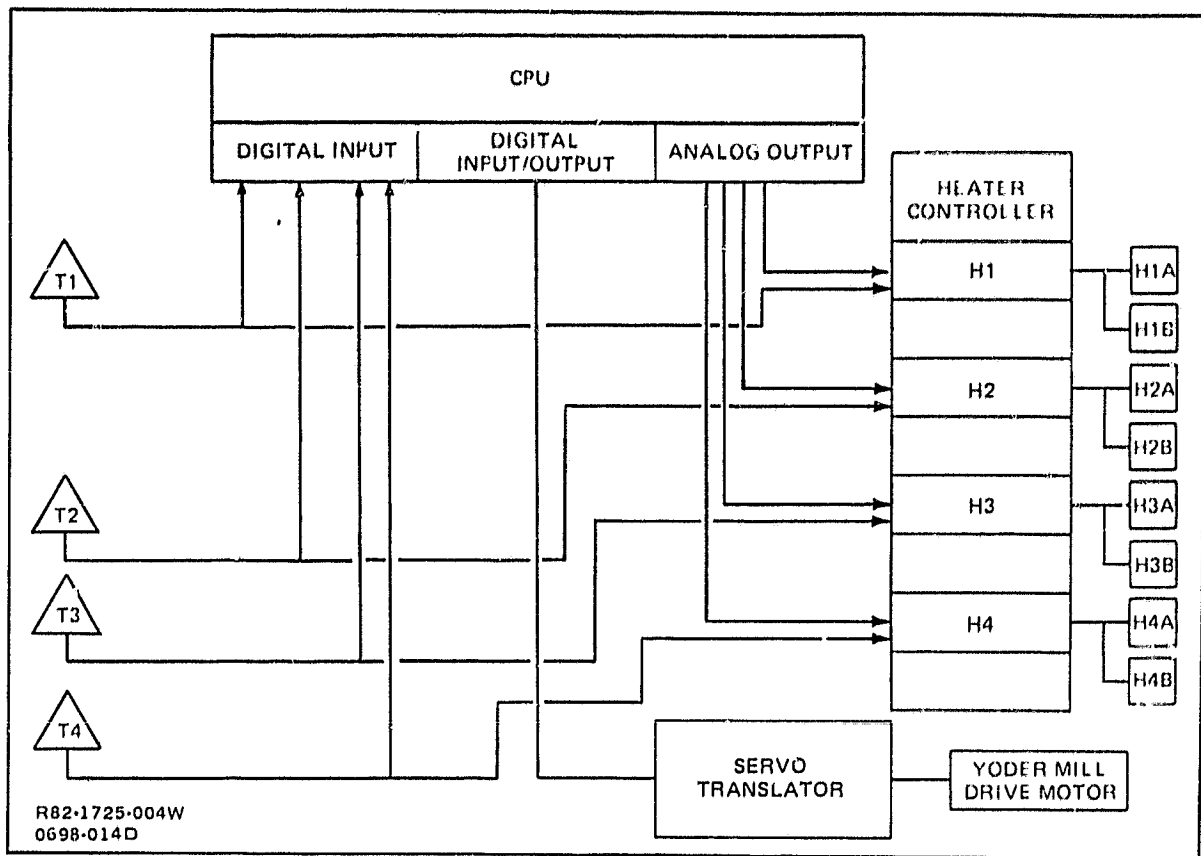 CPU
DIGITAL INPUT
DIGITAL
INPUT/OUTPUT
ANALOG OUTPUT
HEATER
CONTROLLER
T1
H1
H1A
H1B
H2
H2A
H2B
T2
H3
H3A
H3B
T3
H4
H4A
H4B
T4
SERVO
TRANSLATOR
YODER MILL
DRIVE MOTOR
R82-1725-004W
0698-014D